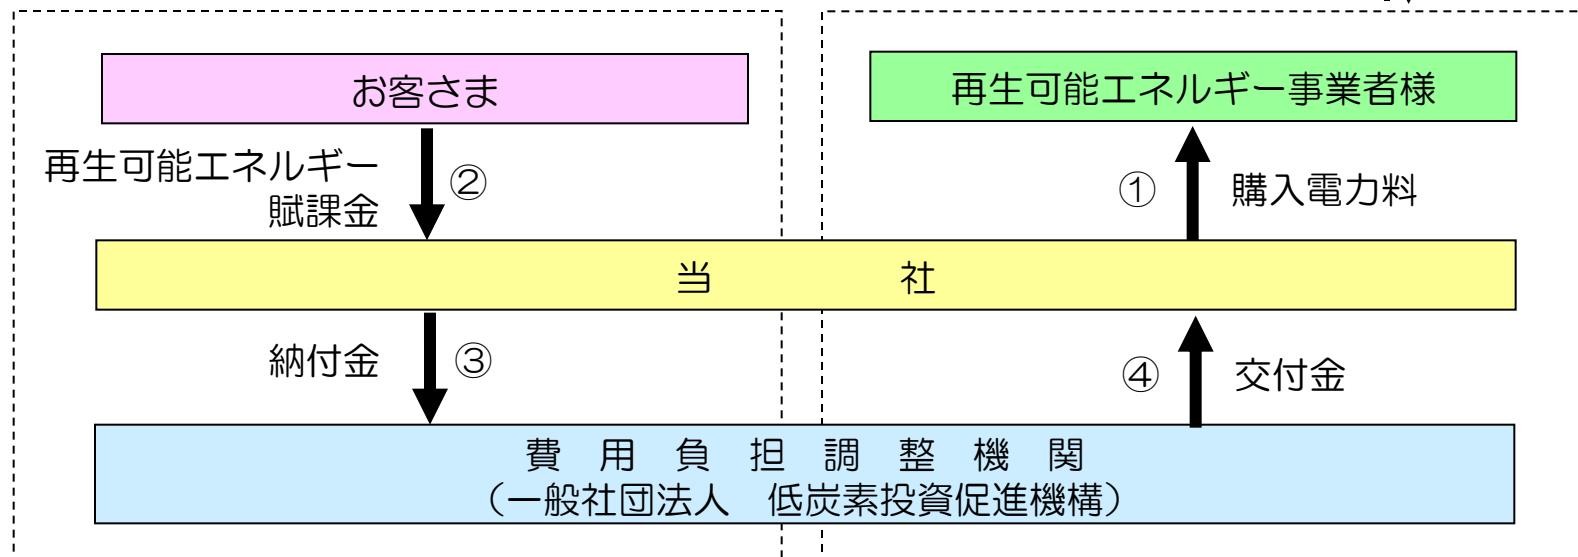 お客さま
再生可能エネルギー事業者様
再生可能エネルギー
賦課金
②
①
購入電力料
当　社
納付金
③
④
交付金
費用負担調整機関
（一般社団法人　低炭素投資促進機構）